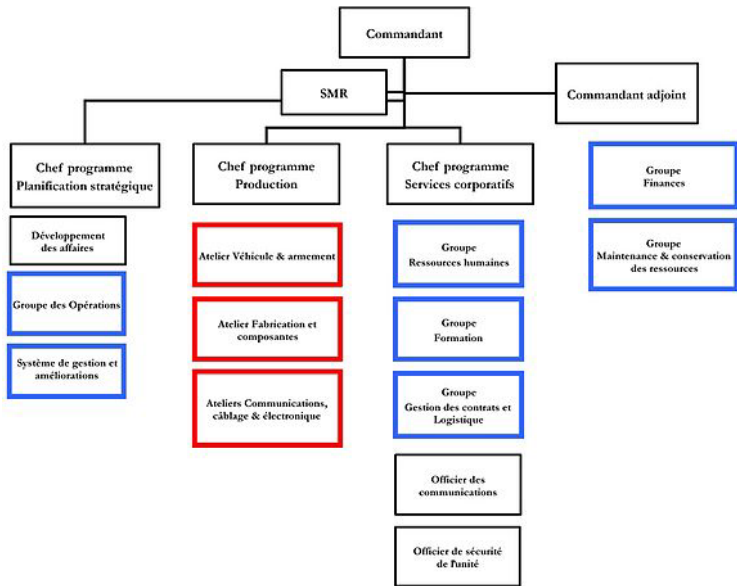 Commandant
SMR
Commandant adjoint
Chef programme
Planification stratégique
Chef programme
Production
Chef programme
Services corporatifs
Groupe
Finances
Développement
des affaires
Atelier Véhicule & armement
Groupe
Ressources humaines
Groupe
Maintenance & conservation
des ressources
Groupe des Opérations
Atelier Fabrication et
composantes
Groupe
Formation
Système de gestion et
améliorations
Ateliers Communications,
câblage & électronique
Groupe
Gestion des contrats et
Logistique
Officier des
communications
Officier de sécurité
de l'unité